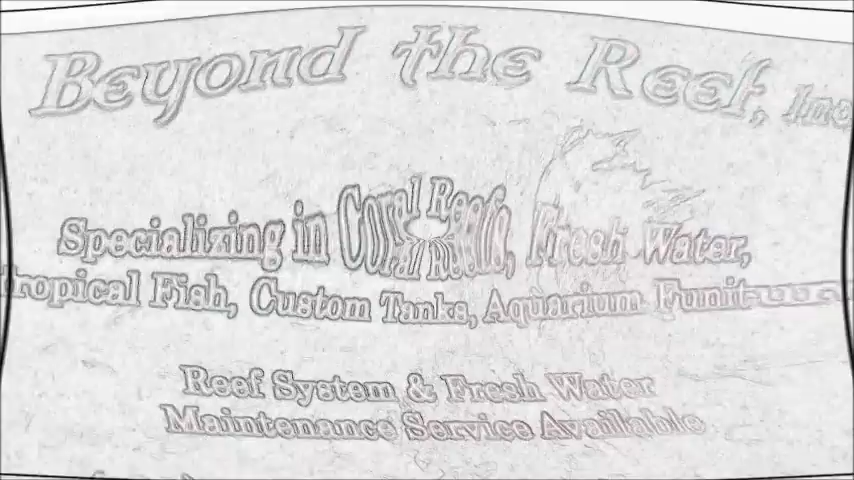 Beyond the Reef, Inc
Specializing in Coral Reefs, Fresh Water,
tropical Fish, Custom Tanks, Aquarium
Reef System & Fresh Water
Maintenance Service Available